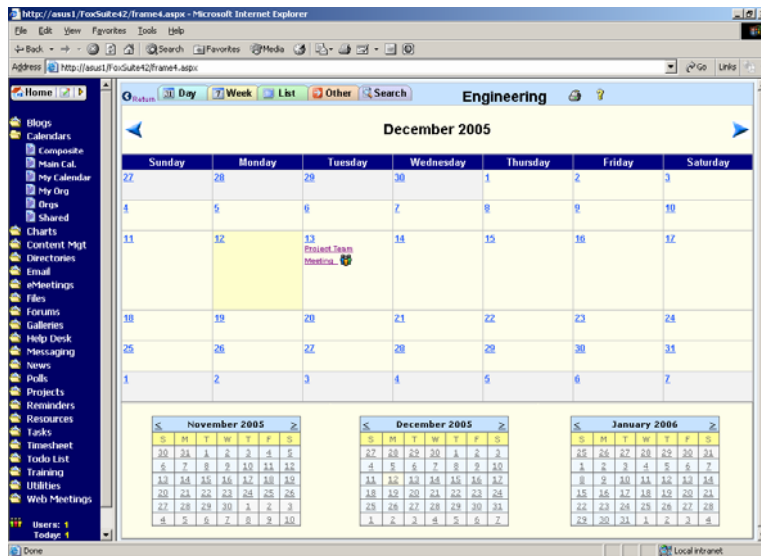 http://asus1/FoxSuite42/frame4.aspx - Microsoft Internet Explorer
File Edit View Favorites Tools Help
Back Search Favorites Media
Address http://asus1/FoxSuite42/frame4.aspx Go Links
Home
Blogs
Calendars
Composite
Main Cal.
My Calendar
My Org
Orgs
Shared
Charts
Content Mgt
Directories
Email
eMeetings
Files
Forums
Galleries
Help Desk
Messaging
News
Polls
Projects
Reminders
Resources
Tasks
Timesheet
Todo List
Training
Utilities
Web Meetings
Users: 1
Today: 1
Return Day Week List Other Search Engineering
December 2005
Sunday Monday Tuesday Wednesday Thursday Friday Saturday
27 28 29 30 1 2 3
4 5 6 7 8 9 10
11 12 13 14 15 16 17
Project Team
Meeting
18 19 20 21 22 23 24
25 26 27 28 29 30 31
1 2 3 4 5 6 7
< November 2005 >
S M T W T F S
30 31 1 2 3 4 5
6 7 8 9 10 11 12
13 14 15 16 17 18 19
20 21 22 23 24 25 26
27 28 29 30 1 2 3
4 5 6 7 8 9 10
< December 2005 >
S M T W T F S
27 28 29 30 1 2 3
4 5 6 7 8 9 10
11 12 13 14 15 16 17
18 19 20 21 22 23 24
25 26 27 28 29 30 31
1 2 3 4 5 6 7
< January 2006 >
S M T W T F S
25 26 27 28 29 30 31
1 2 3 4 5 6 7
8 9 10 11 12 13 14
15 16 17 18 19 20 21
22 23 24 25 26 27 28
29 30 31 1 2 3 4
Done Local intranet